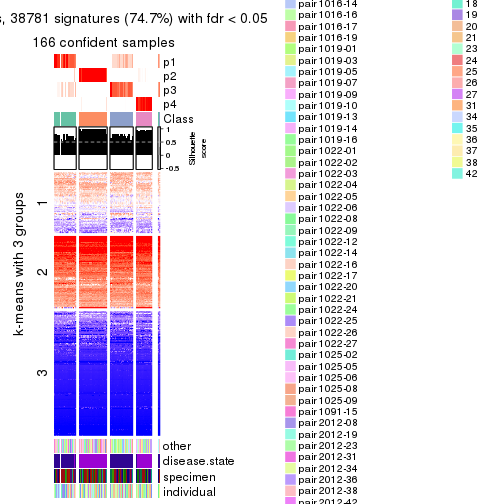 s, 38781 signatures (74.7%) with fdr < 0.05
166 confident samples
p1
p2
p3
p4
Class
1
0.5
0
-0.5
Silhouette
score
k-means with 3 groups
1
2
3
other
disease.state
specimen
individual
pair1016-14
pair1016-16
pair1016-17
pair1016-19
pair1019-01
pair1019-03
pair1019-05
pair1019-07
pair1019-09
pair1019-10
pair1019-13
pair1019-14
pair1019-16
pair1022-01
pair1022-02
pair1022-03
pair1022-04
pair1022-05
pair1022-06
pair1022-08
pair1022-09
pair1022-12
pair1022-14
pair1022-16
pair1022-17
pair1022-20
pair1022-21
pair1022-24
pair1022-25
pair1022-26
pair1022-27
pair1025-02
pair1025-05
pair1025-06
pair1025-08
pair1025-09
pair1091-15
pair2012-08
pair2012-19
pair2012-23
pair2012-31
pair2012-34
pair2012-36
pair2012-38
pair2012-42
18
19
20
21
23
24
25
26
27
31
34
35
36
37
38
42